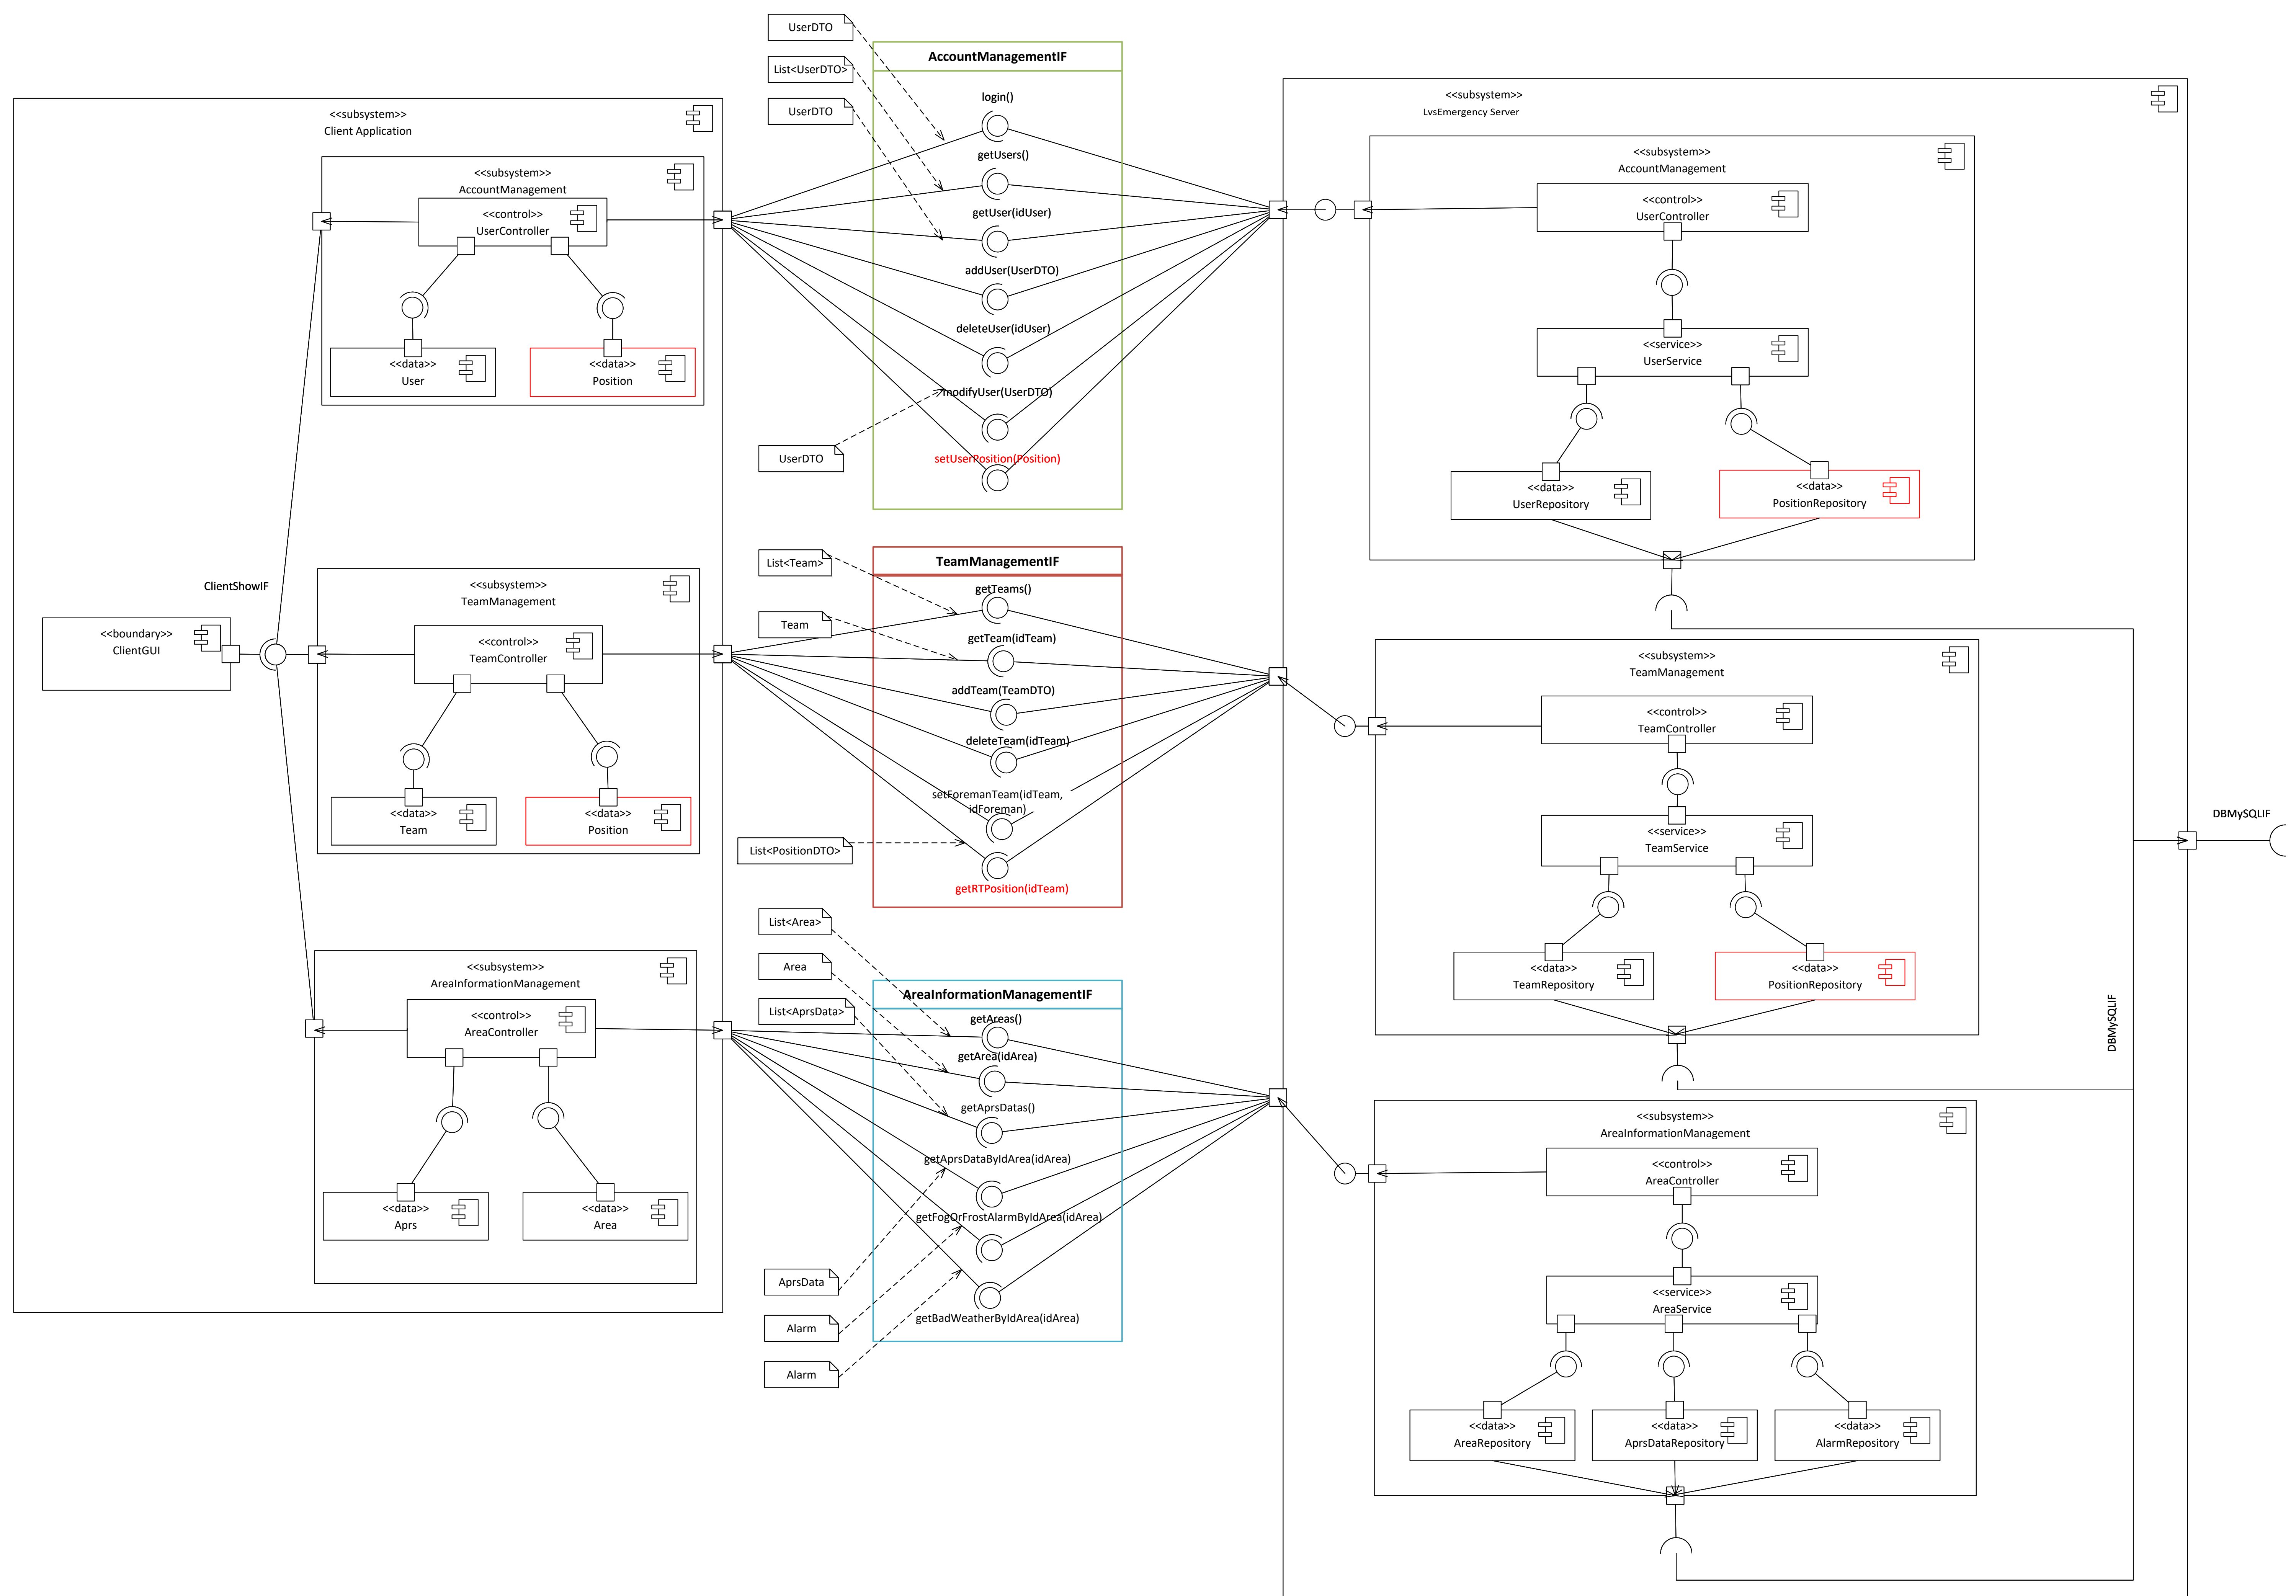 <<subsystem>>
Client Application
<<subsystem>>
AccountManagement
<<control>>
UserController
<<data>>
User
<<data>>
Position
ClientShowIF
<<boundary>>
ClientGUI
<<subsystem>>
TeamManagement
<<control>>
TeamController
<<data>>
Team
<<data>>
Position
<<subsystem>>
AreaInformationManagement
<<control>>
AreaController
<<data>>
Aprs
<<data>>
Area
UserDTO
List<UserDTO>
UserDTO
UserDTO
AccountManagementIF
login()
getUsers()
getUser(idUser)
addUser(UserDTO)
deleteUser(idUser)
modifyUser(UserDTO)
setUserPosition(Position)
List<Team>
Team
List<PositionDTO>
TeamManagementIF
getTeams()
getTeam(idTeam)
addTeam(TeamDTO)
deleteTeam(idTeam)
setForemanTeam(idTeam,
idForeman)
getRTPosition(idTeam)
List<Area>
Area
List<AprsData>
AprsData
Alarm
Alarm
AreaInformationManagementIF
getAreas()
getArea(idArea)
getAprsDatas()
getAprsDataByIdArea(idArea)
getFogOrFrostAlarmByIdArea(idArea)
getBadWeatherByIdArea(idArea)
<<subsystem>>
LvsEmergency Server
<<subsystem>>
AccountManagement
<<control>>
UserController
<<service>>
UserService
<<data>>
UserRepository
<<data>>
PositionRepository
<<subsystem>>
TeamManagement
<<control>>
TeamController
<<service>>
TeamService
<<data>>
TeamRepository
<<data>>
PositionRepository
<<subsystem>>
AreaInformationManagement
<<control>>
AreaController
<<service>>
AreaService
<<data>>
AreaRepository
<<data>>
AprsDataRepository
<<data>>
AlarmRepository
DBMySQLIF
DBMySQLIF